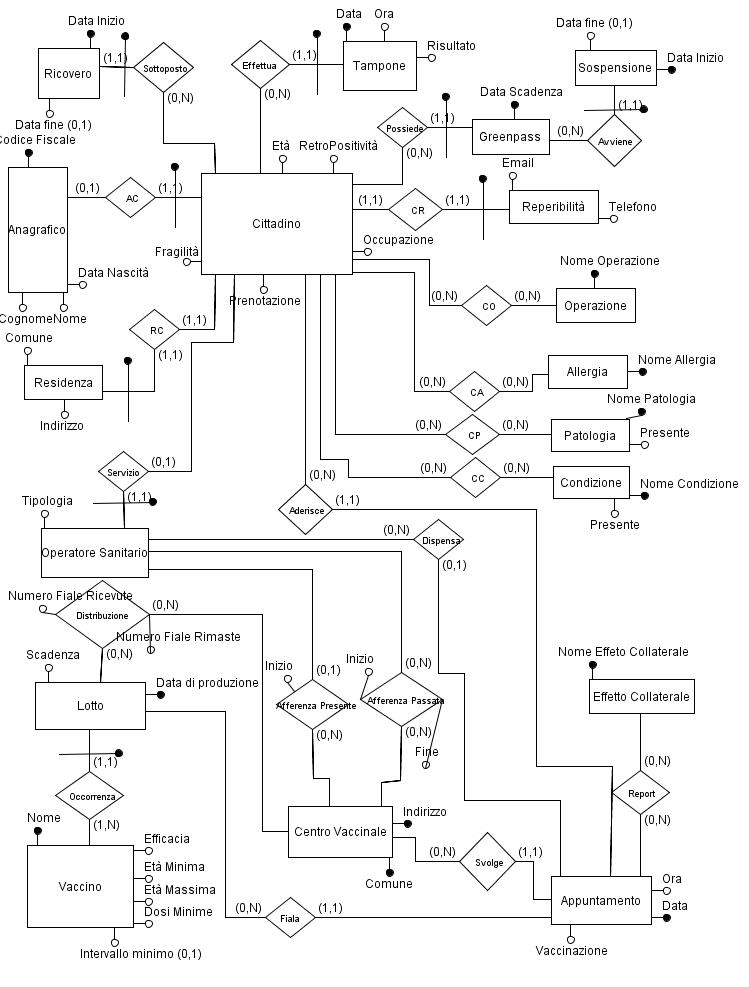 Data Inizio
Data
Ora
Data fine (0,1)
Ricovero
(1,1)
Sottoposto
Effettua
(1,1)
Tampone
Risultato
Sospensione
Data Inizio
(0,N)
(0,N)
Data fine (0,1)
Data Scadenza
(1,1)
Codice Fiscale
Possiede
(1,1)
Greenpass
(0,N)
Avviene
Età
RetroPositività
(0,N)
Email
(0,1)
AC
(1,1)
(1,1)
CR
(1,1)
Reperibilità
Telefono
Anagrafico
Cittadino
Fragilità
Occupazione
Data Nascità
Nome Operazione
Prenotazione
(0,N)
CO
(0,N)
Operazione
Cognome
Nome
Comune
RC
(1,1)
(1,1)
Residenza
Allergia
Nome Allergia
Indirizzo
(0,N)
CA
(0,N)
Nome Patologia
(0,N)
CP
(0,N)
Patologia
Presente
Servizio
(0,1)
(0,N)
(0,N)
CC
(0,N)
Condizione
Nome Condizione
Tipologia
(1,1)
Aderisce
(1,1)
Presente
(0,N)
Dispensa
Operatore Sanitario
(0,1)
Numero Fiale Ricevute
Distribuzione
(0,N)
Numero Fiale Rimaste
(0,N)
Scadenza
Nome Effeto Collaterale
Inizio
(0,1)
Inizio
(0,N)
Data di produzione
Lotto
Afferenza Presente
Afferenza Passata
Effetto Collaterale
(0,N)
(0,N)
Fine
(1,1)
(0,N)
Occorrenza
Report
Nome
(1,N)
Indirizzo
(0,N)
Centro Vaccinale
Efficacia
(0,N)
Svolge
(1,1)
Età Minima
Comune
Vaccino
Età Massima
Ora
Dosi Minime
(0,N)
Fiala
(1,1)
Appuntamento
Data
Intervallo minimo (0,1)
Vaccinazione